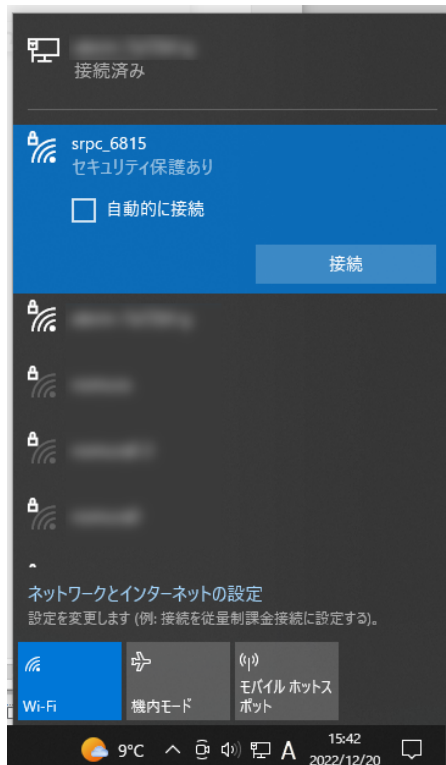 接続済み
srpc_6815
セキュリティ保護あり
自動的に接続
接続
ネットワークとインターネットの設定
設定を変更します (例: 接続を従量制課金接続に設定する)。
Wi-Fi
機内モード
モバイル ホットス
ポット
9°C
A
15:42
2022/12/20